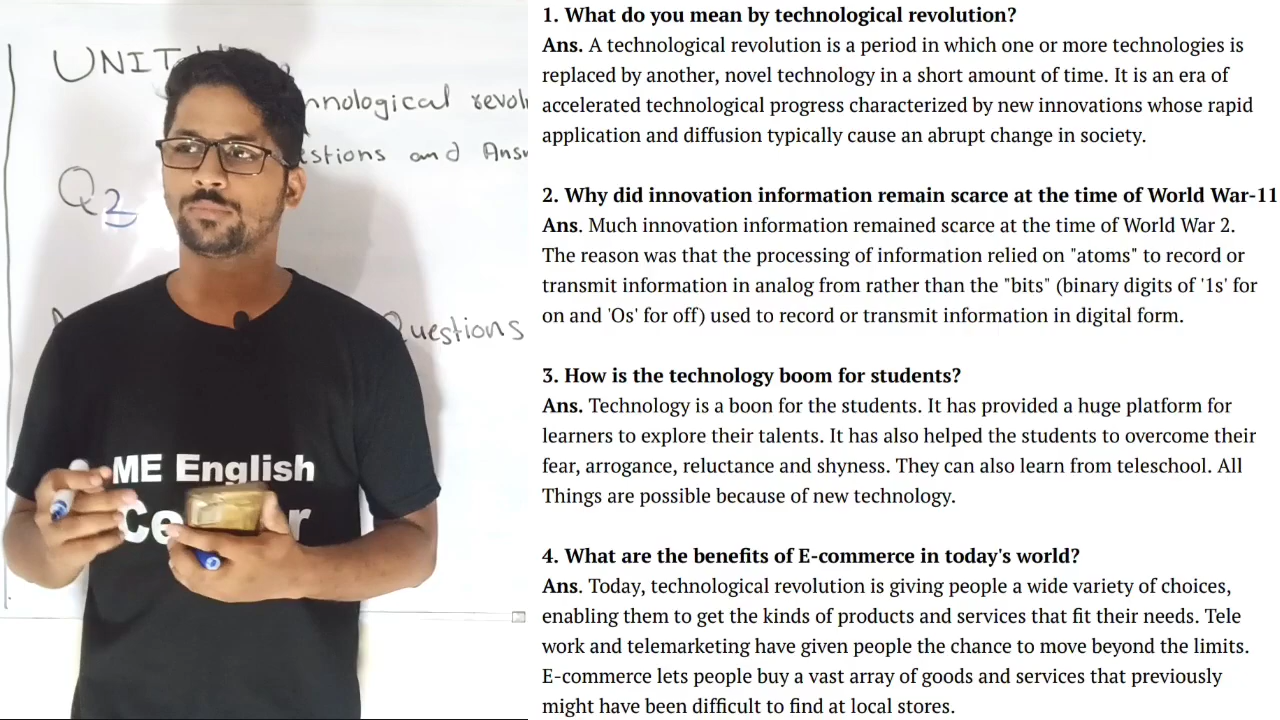 UNIT
nnological revol
estions and Answ
Q2
Questions
ME English
Ce r
1. What do you mean by technological revolution?
Ans. A technological revolution is a period in which one or more technologies is
replaced by another, novel technology in a short amount of time. It is an era of
accelerated technological progress characterized by new innovations whose rapid
application and diffusion typically cause an abrupt change in society.
2. Why did innovation information remain scarce at the time of World War-11
Ans. Much innovation information remained scarce at the time of World War 2.
The reason was that the processing of information relied on "atoms" to record or
transmit information in analog from rather than the "bits" (binary digits of '1s' for
on and 'Os' for off) used to record or transmit information in digital form.
3. How is the technology boom for students?
Ans. Technology is a boon for the students. It has provided a huge platform for
learners to explore their talents. It has also helped the students to overcome their
fear, arrogance, reluctance and shyness. They can also learn from teleschool. All
Things are possible because of new technology.
4. What are the benefits of E-commerce in today's world?
Ans. Today, technological revolution is giving people a wide variety of choices,
enabling them to get the kinds of products and services that fit their needs. Tele
work and telemarketing have given people the chance to move beyond the limits.
E-commerce lets people buy a vast array of goods and services that previously
might have been difficult to find at local stores.